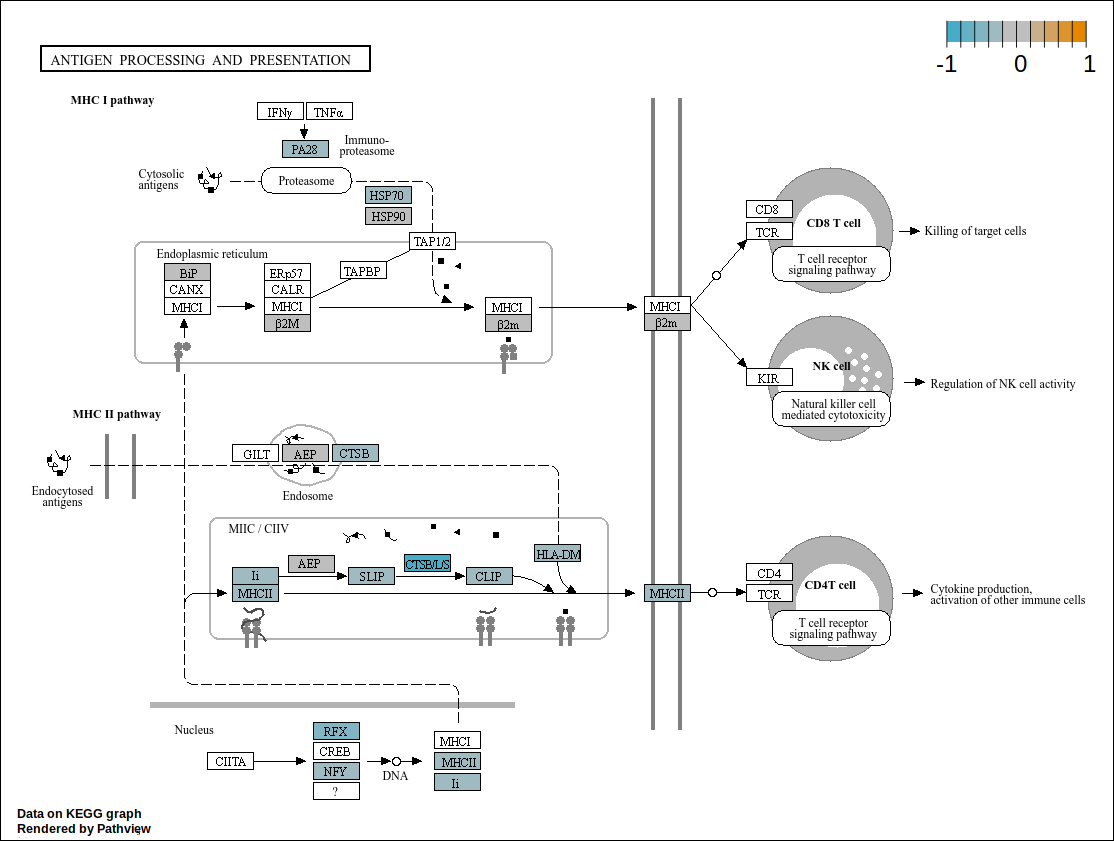 -1 0 1
ANTIGEN PROCESSING AND PRESENTATION
MHC I pathway
IFNγ TNFα
PA28
Immuno-
proteasome
Cytosolic
antigens
Proteasome
HSP70
HSP90
TAP1/2
Endoplasmic reticulum
BiP
CANX
MHCI
ERp57
CALR
MHCI
β2M
TAPBP
MHCI
β2m
MHCI
β2m
CD8
TCR
CD8 T cell
T cell receptor
signaling pathway
Killing of target cells
KIR
NK cell
Natural killer cell
mediated cytotoxicity
Regulation of NK cell activity
MHC II pathway
Endocytosed
antigens
GILT AEP CTSB
Endosome
MIIC / CIIV
Ii
MHCII
AEP
SLIP
CTSB/L/S
CLIP
HLA-DM
MHCII
CD4
TCR
CD4T cell
T cell receptor
signaling pathway
Cytokine production,
activation of other immune cells
Nucleus
CIITA
RFX
CREB
NFY
?
DNA
MHCI
MHCII
Ii
Data on KEGG graph
Rendered by Pathview